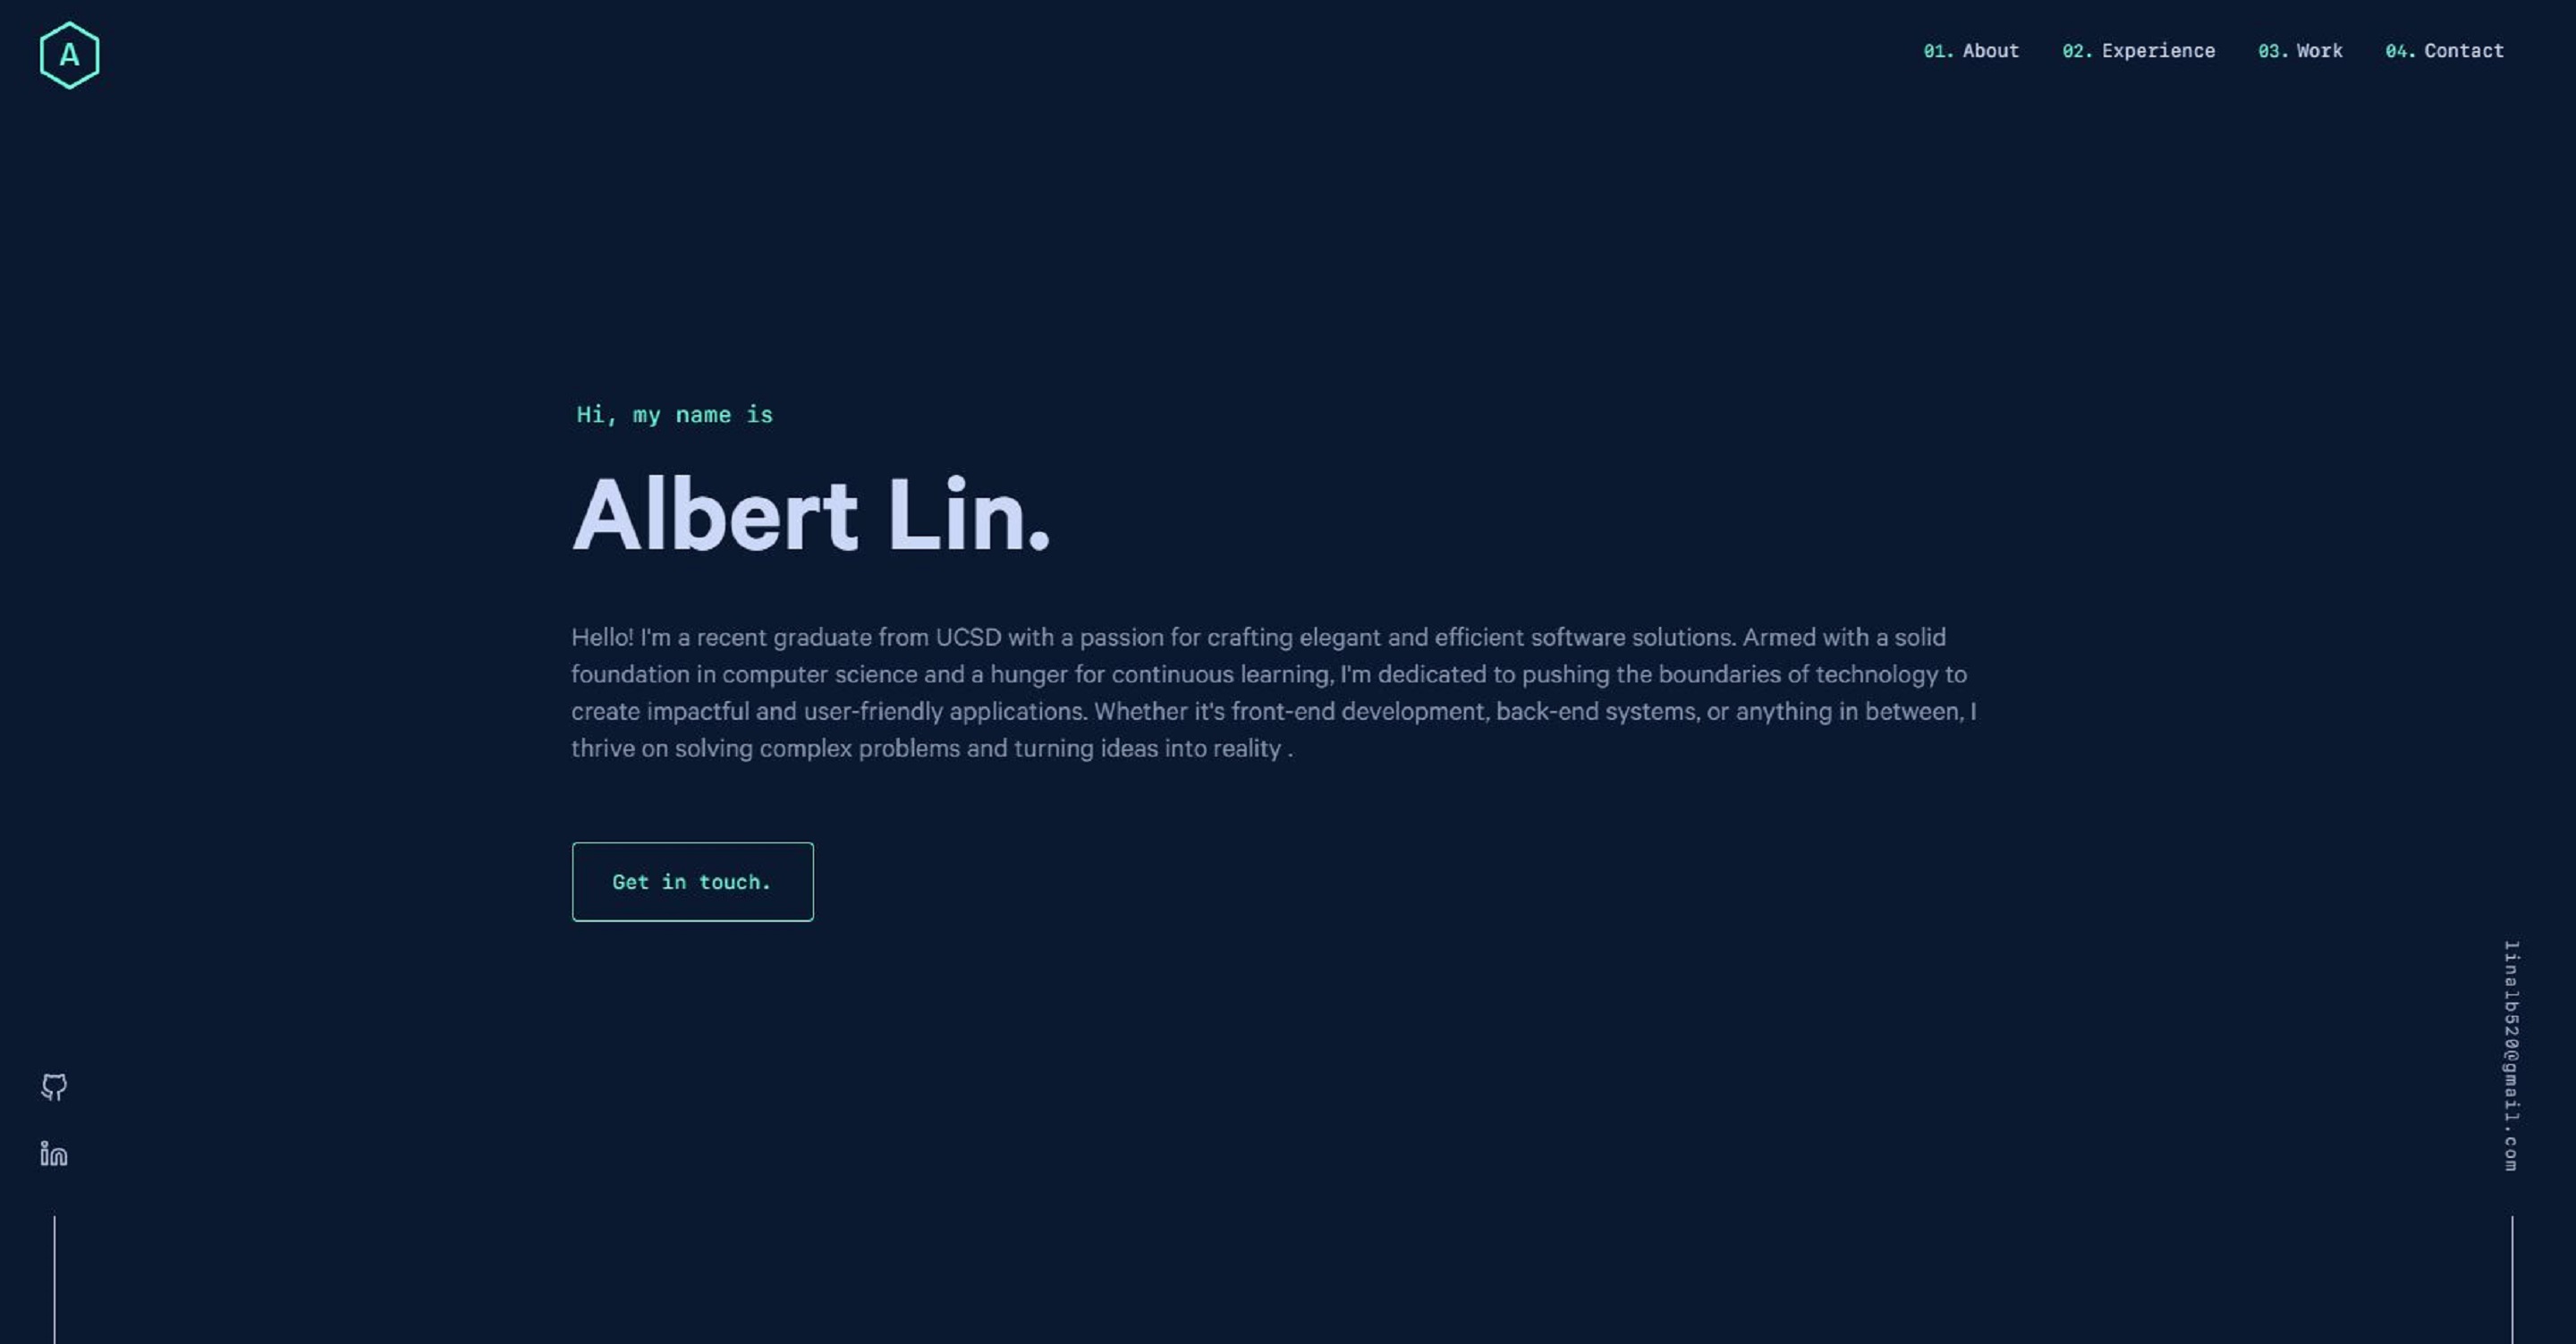 A
01. About 02. Experience 03. Work 04. Contact
Hi, my name is
Albert Lin.
Hello! I'm a recent graduate from UCSD with a passion for crafting elegant and efficient software solutions. Armed with a solid
foundation in computer science and a hunger for continuous learning, I'm dedicated to pushing the boundaries of technology to
create impactful and user-friendly applications. Whether it's front-end development, back-end systems, or anything in between, I
thrive on solving complex problems and turning ideas into reality .
Get in touch.
linalb520@gmail.com
in